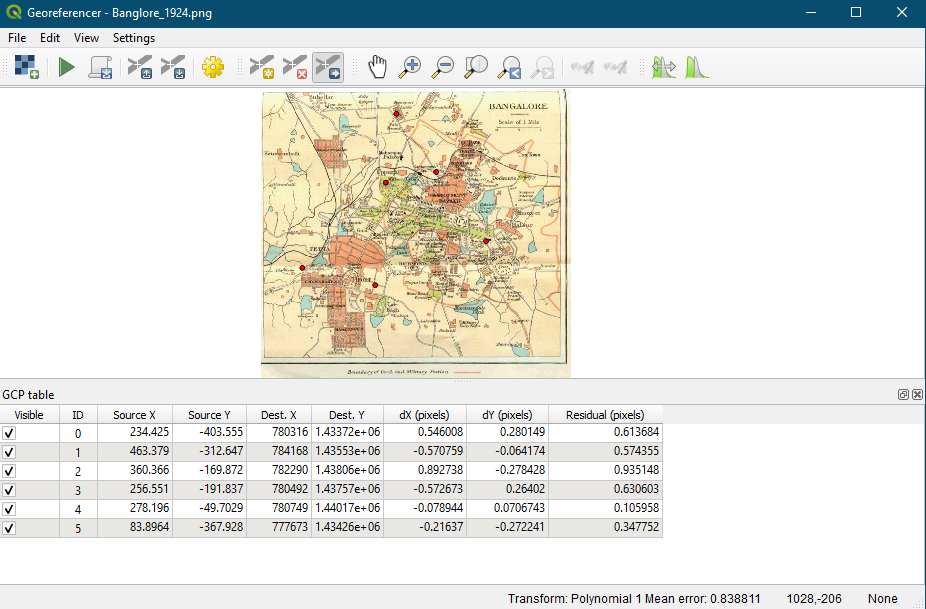 Georeferencer - Banglore_1924.png
File Edit View Settings
BANGALORE
Scale of 1 Mile
Boundary of Civil and Military Station
GCP table
Visible ID Source X Source Y Dest. X Dest. Y dX (pixels) dY (pixels) Residual (pixels)
0 234.425 -403.555 780316 1.43372e+06 0.546008 0.280149 0.613684
1 463.379 -312.647 784168 1.43553e+06 -0.570759 -0.064174 0.574355
2 360.366 -169.872 782290 1.43806e+06 0.892738 -0.278428 0.935148
3 256.551 -191.837 780492 1.43757e+06 -0.572673 0.26402 0.630603
4 278.196 -49.7029 780749 1.44017e+06 -0.078944 0.0706743 0.105958
5 83.8964 -367.928 777673 1.43426e+06 -0.21637 -0.272241 0.347752
Transform: Polynomial 1 Mean error: 0.838811 1028,-206 None